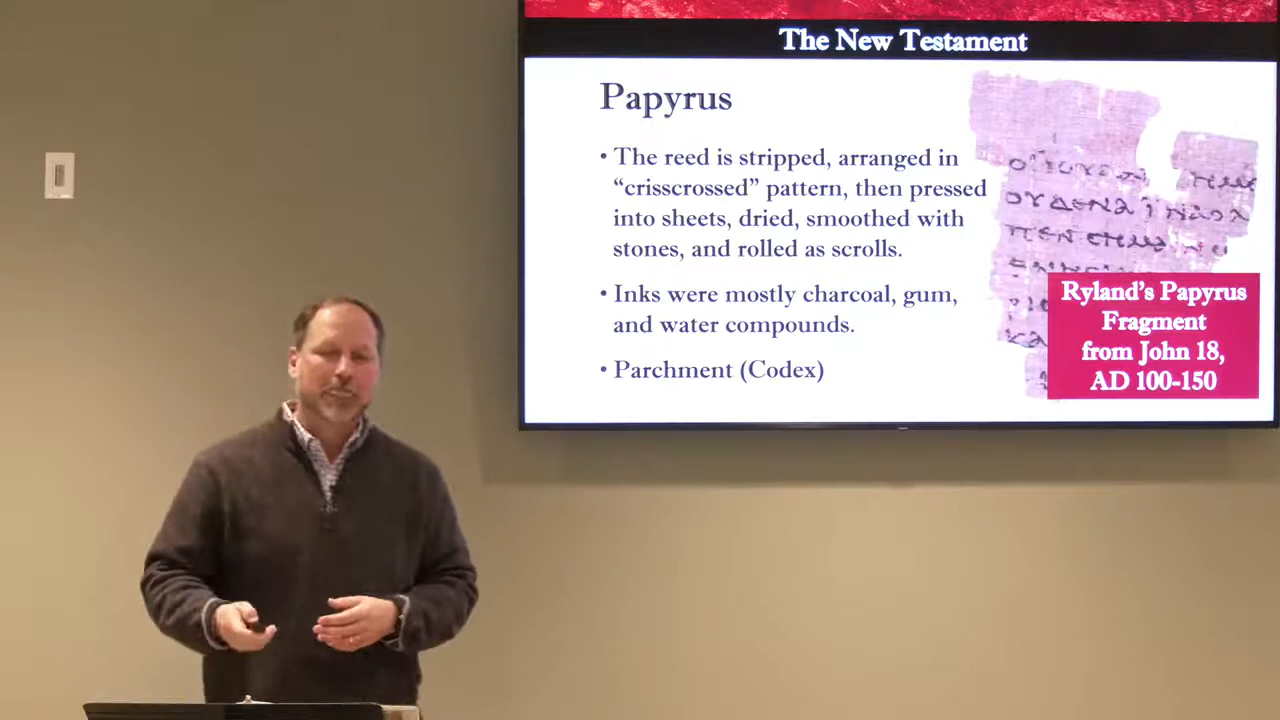 The New Testament
Papyrus
• The reed is stripped, arranged in
“crisscrossed” pattern, then pressed
into sheets, dried, smoothed with
stones, and rolled as scrolls.
• Inks were mostly charcoal, gum,
and water compounds.
• Parchment (Codex)
ΟΥΔΕΝΑ ΙΝΑΟΛ
Ryland’s Papyrus
Fragment
from John 18,
AD 100-150